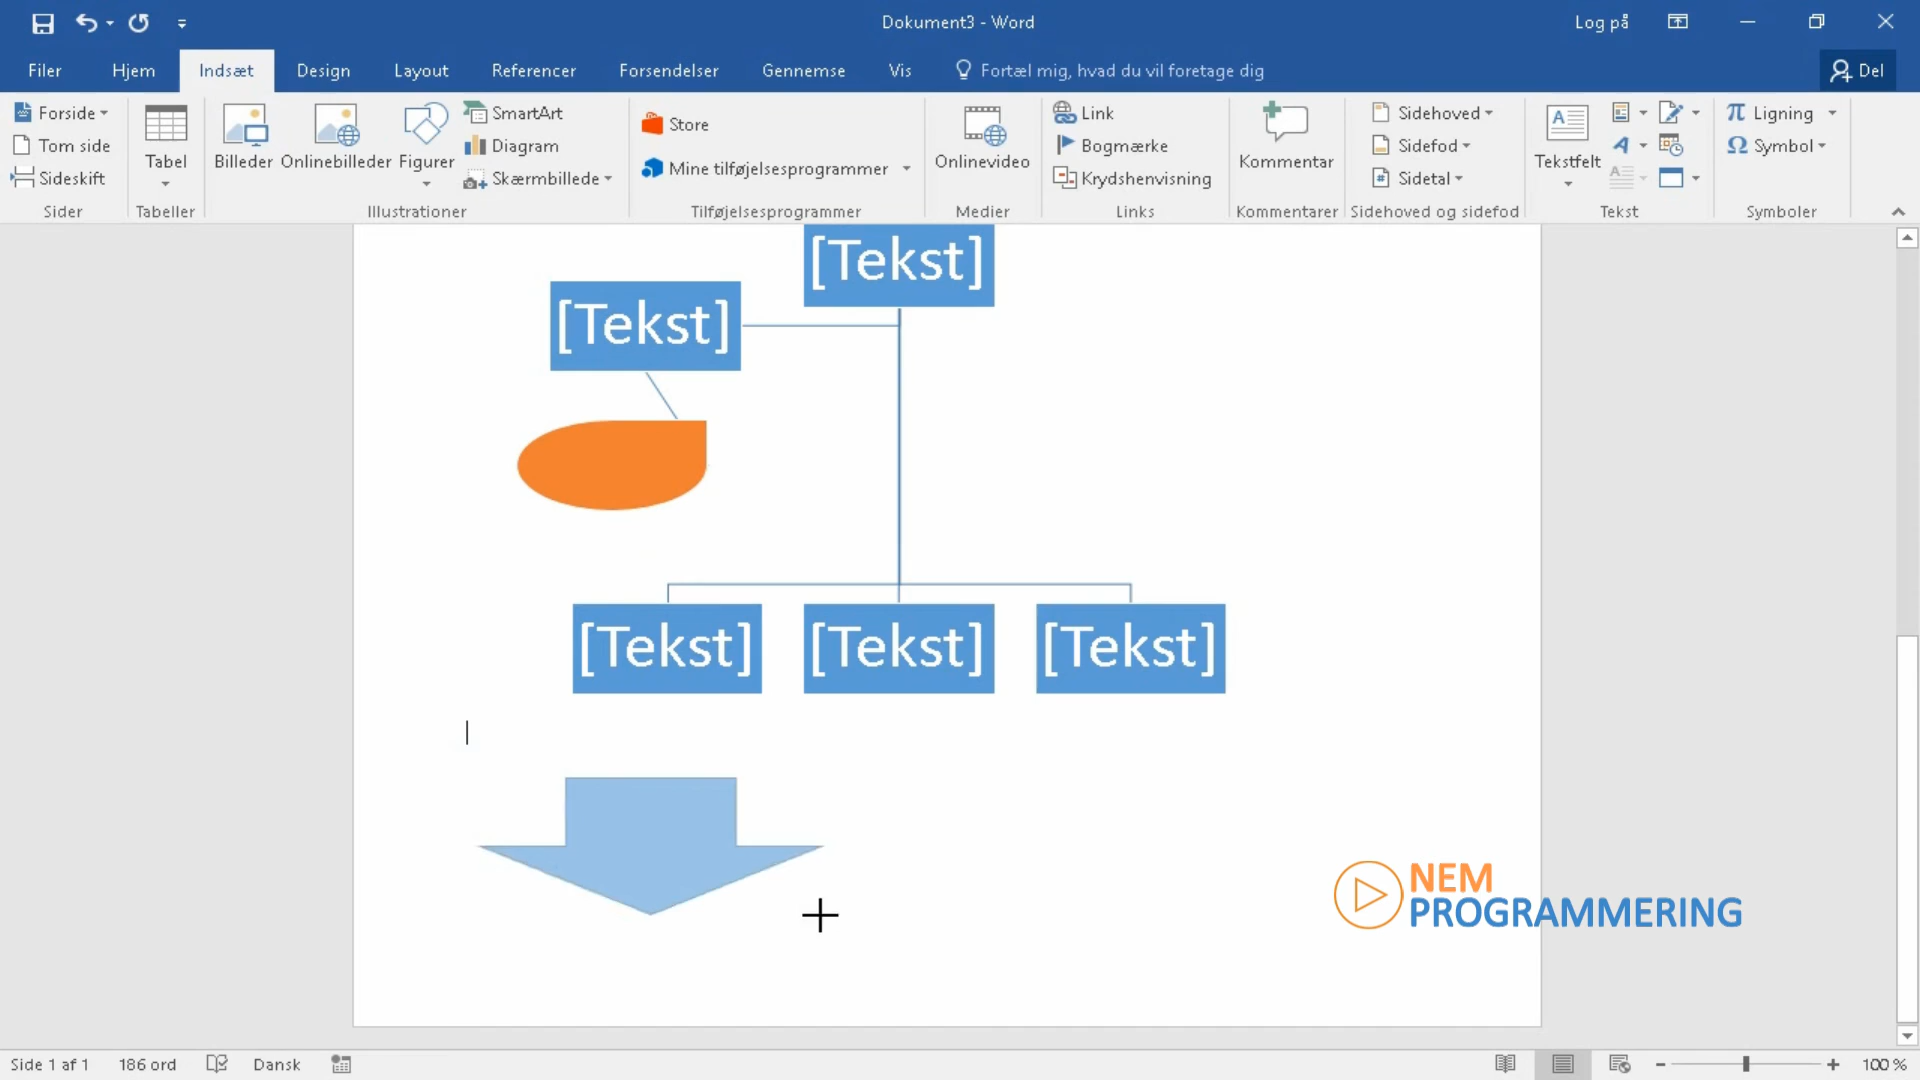 Dokument3 - Word
Log på
Filer
Hjem
Indsæt
Design
Layout
Referencer
Forsendelser
Gennemse
Vis
Fortæl mig, hvad du vil foretage dig
Del
Forside
Tom side
Sideskift
Sider
Tabel
Tabeller
Billeder
Onlinebilleder
Figurer
SmartArt
Diagram
Skærmbillede
Illustrationer
Store
Mine tilføjelsesprogrammer
Tilføjelsesprogrammer
Onlinevideo
Medier
Link
Bogmærke
Krydshenvisning
Links
Kommentar
Kommentarer
Sidehoved
Sidefod
Sidetal
Sidehoved og sidefod
Tekstfelt
Tekst
Ligning
Symbol
Symboler
[Tekst]
[Tekst]
[Tekst]
[Tekst]
[Tekst]
NEM
PROGRAMMERING
Side 1 af 1
186 ord
Dansk
100 %